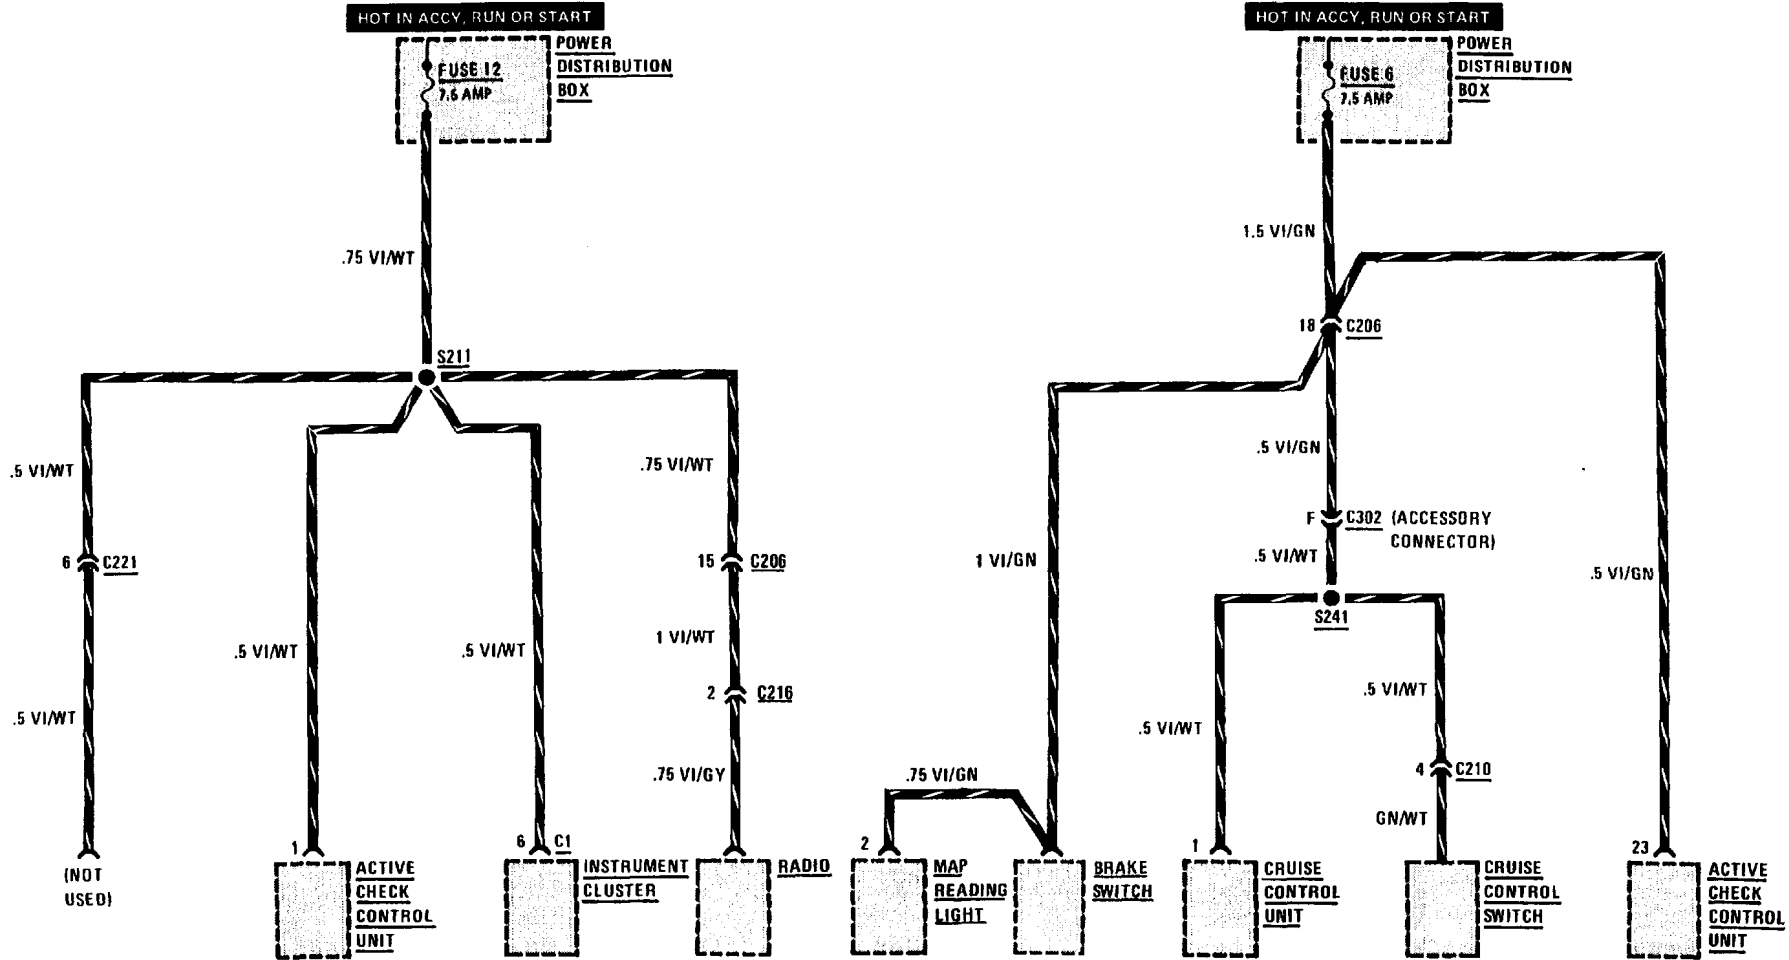 HOT IN ACCY, RUN OR START
POWER
DISTRIBUTION
BOX
FUSE 12
7.5 AMP
.75 VI/WT
S211
.5 VI/WT
6
C221
.5 VI/WT
(NOT
USED)
.5 VI/WT
1
ACTIVE
CHECK
CONTROL
UNIT
.5 VI/WT
6
C1
INSTRUMENT
CLUSTER
.75 VI/WT
15
C206
1 VI/WT
2
C216
.75 VI/GY
RADIO
HOT IN ACCY, RUN OR START
POWER
DISTRIBUTION
BOX
FUSE 6
7.5 AMP
1.5 VI/GN
18
C206
1 VI/GN
.75 VI/GN
2
MAP
READING
LIGHT
BRAKE
SWITCH
.5 VI/GN
F
C302 (ACCESSORY
CONNECTOR)
.5 VI/WT
S241
.5 VI/WT
1
CRUISE
CONTROL
UNIT
.5 VI/WT
4
C210
GN/WT
CRUISE
CONTROL
SWITCH
.5 VI/GN
23
ACTIVE
CHECK
CONTROL
UNIT